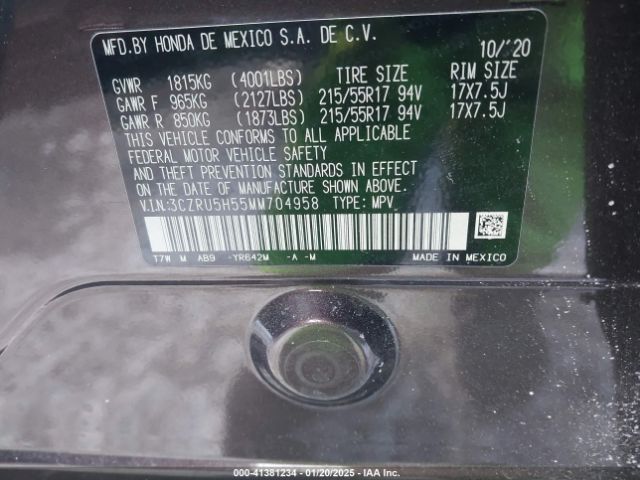 MFD.BY HONDA DE MEXICO S.A. DE C.V.
10/'20
GVWR 1815KG (4001LBS) TIRE SIZE RIM SIZE
GAWR F 965KG (2127LBS) 215/55R17 94V 17X7.5J
GAWR R 850KG (1873LBS) 215/55R17 94V 17X7.5J
THIS VEHICLE CONFORMS TO ALL APPLICABLE
FEDERAL MOTOR VEHICLE SAFETY
AND THEFT PREVENTION STANDARDS IN EFFECT
ON THE DATE OF MANUFACTURE SHOWN ABOVE.
V.I.N:3CZRU5H55MM704958 TYPE: MPV
T7W M AB9 -YR642M -A -M MADE IN MEXICO
00-41381234 — 01/20/2025 — IAA Inc.